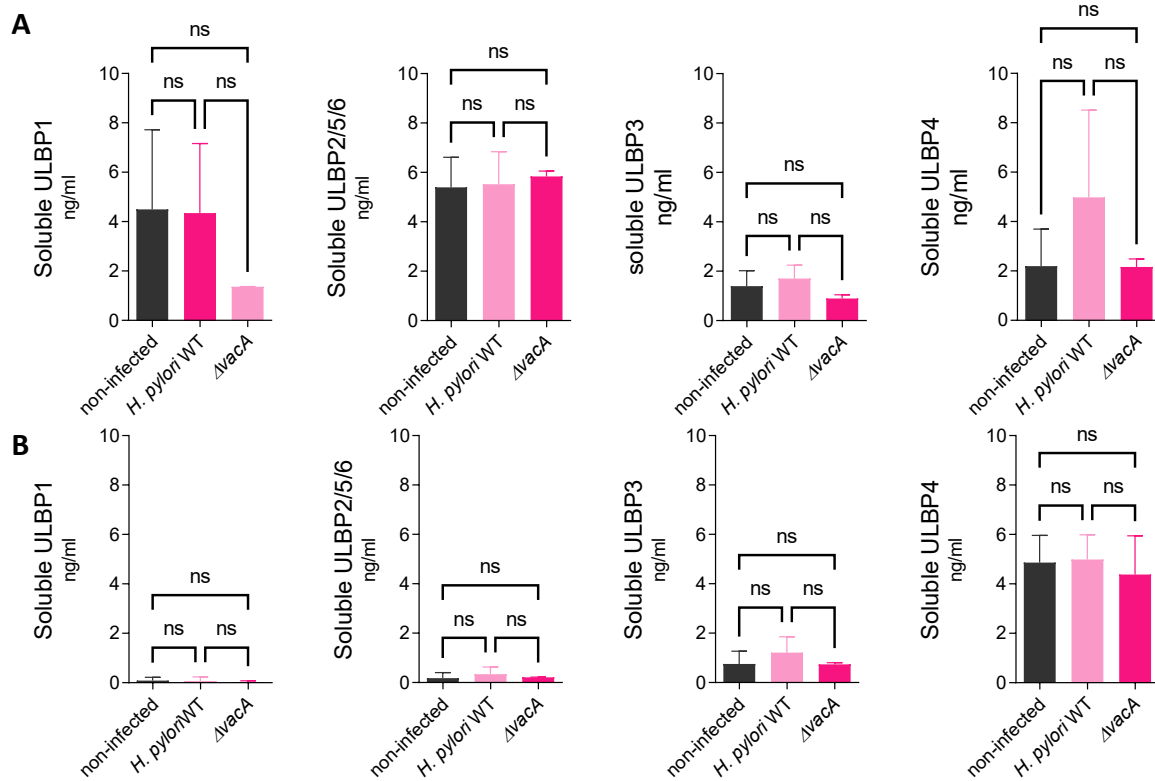 A
Soluble ULBP1
ng/ml
10
8
6
4
2
0
ns
ns
ns
non-infected
H. pylori WT
ΔvacA
Soluble ULBP2/5/6
ng/ml
10
8
6
4
2
0
ns
ns
ns
non-infected
H. pylori WT
ΔvacA
soluble ULBP3
ng/ml
10
8
6
4
2
0
ns
ns
ns
non-infected
H. pylori WT
ΔvacA
Soluble ULBP4
ng/ml
10
8
6
4
2
0
ns
ns
ns
non-infected
H. pylori WT
ΔvacA
B
Soluble ULBP1
ng/ml
10
8
6
4
2
0
ns
ns
ns
non-infected
H. pyloriWT
ΔvacA
Soluble ULBP2/5/6
ng/ml
10
8
6
4
2
0
ns
ns
ns
non-infected
H. pylori WT
ΔvacA
Soluble ULBP3
ng/ml
10
8
6
4
2
0
ns
ns
ns
non-infected
H. pylori WT
ΔvacA
Soluble ULBP4
ng/ml
10
8
6
4
2
0
ns
ns
ns
non-infected
H. pylori WT
ΔvacA